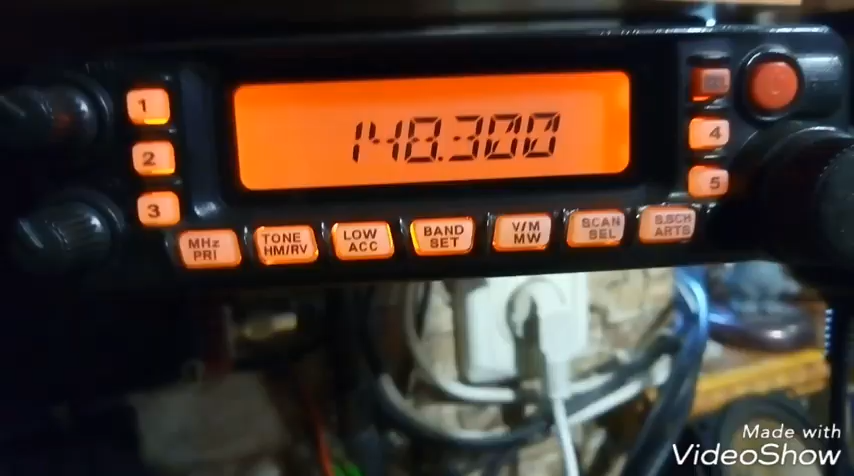 148.300
1
2
3
4
5
MHz
PRI
TONE
HM/RV
LOW
ACC
BAND
SET
V/M
MW
SCAN
SEL
S.SCH
ARTS
Made with
VideoShow